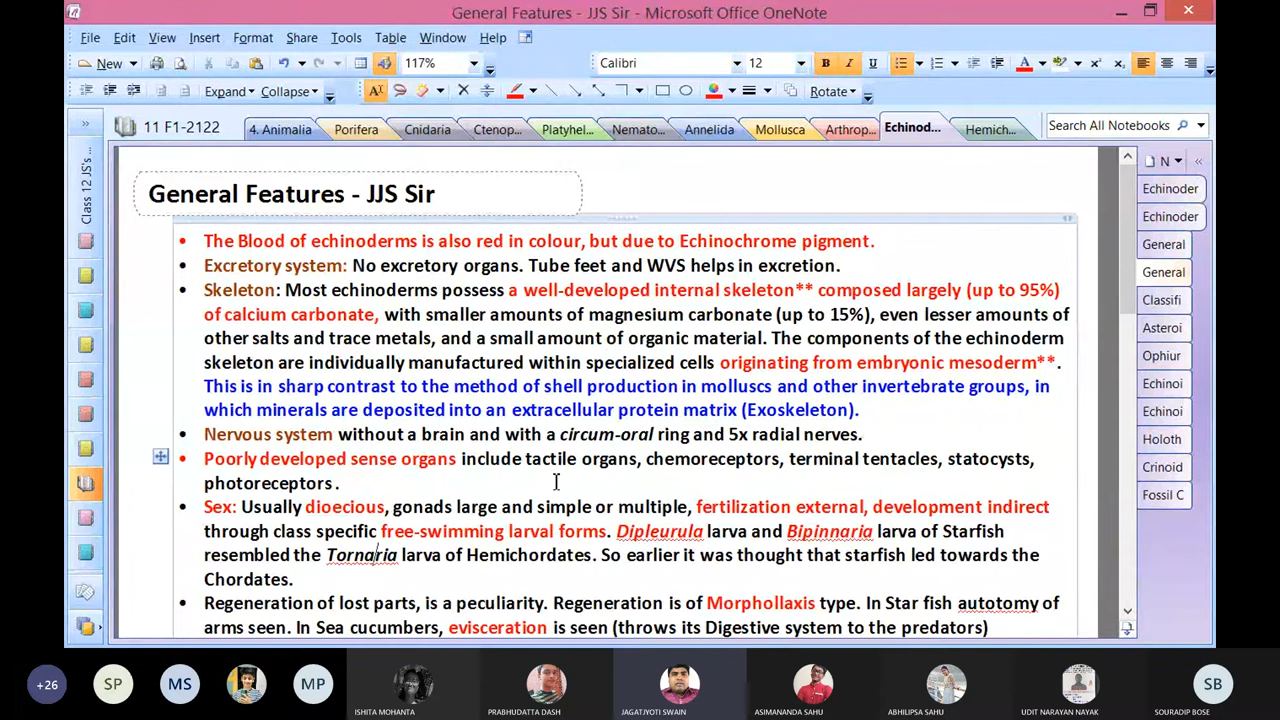 General Features - JJS Sir - Microsoft Office OneNote
File Edit View Insert Format Share Tools Table Window Help
New 117% Calibri 12 B I U
Expand Collapse Rotate
11 F1-2122 4. Animalia Porifera Cnidaria Ctenop... Platyhel... Nemato... Annelida Mollusca Arthrop... Echinod... Hemich... Search All Notebooks
Class 12 JS's ...
General Features - JJS Sir
• The Blood of echinoderms is also red in colour, but due to Echinochrome pigment.
• Excretory system: No excretory organs. Tube feet and WVS helps in excretion.
• Skeleton: Most echinoderms possess a well-developed internal skeleton** composed largely (up to 95%)
of calcium carbonate, with smaller amounts of magnesium carbonate (up to 15%), even lesser amounts of
other salts and trace metals, and a small amount of organic material. The components of the echinoderm
skeleton are individually manufactured within specialized cells originating from embryonic mesoderm**.
This is in sharp contrast to the method of shell production in molluscs and other invertebrate groups, in
which minerals are deposited into an extracellular protein matrix (Exoskeleton).
• Nervous system without a brain and with a circum-oral ring and 5x radial nerves.
• Poorly developed sense organs include tactile organs, chemoreceptors, terminal tentacles, statocysts,
photoreceptors .
• Sex: Usually dioecious, gonads large and simple or multiple, fertilization external, development indirect
through class specific free-swimming larval forms. Dipleurula larva and Bipinnaria larva of Starfish
resembled the Tornaria larva of Hemichordates. So earlier it was thought that starfish led towards the
Chordates.
• Regeneration of lost parts, is a peculiarity. Regeneration is of Morphollaxis type. In Star fish autotomy of
arms seen. In Sea cucumbers, evisceration is seen (throws its Digestive system to the predators)
N
Echinoder
Echinoder
General
General
Classifi
Asteroi
Ophiur
Echinoi
Echinoi
Holoth
Crinoid
Fossil C
+26 SP MS MP SB
ISHITA MOHANTA PRABHUDATTA DASH JAGATJYOTI SWAIN ASIMANANDA SAHU ABHILIPSA SAHU UDIT NARAYAN NAYAK SOURADIP BOSE